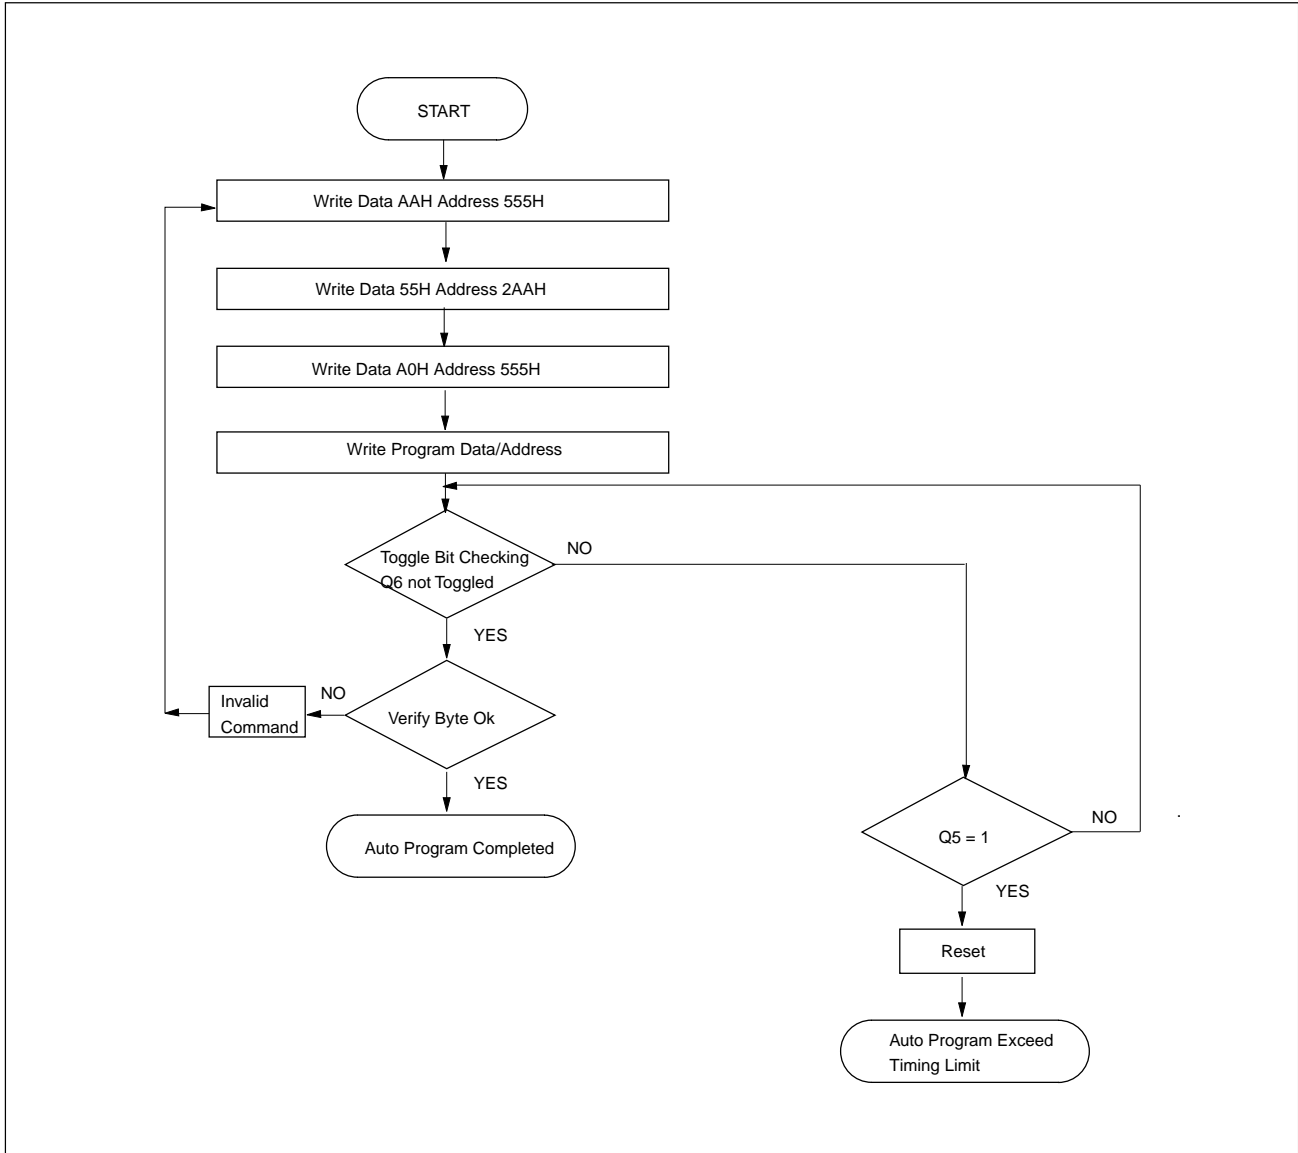 START
Write Data AAH Address 555H
Write Data 55H Address 2AAH
Write Data A0H Address 555H
Write Program Data/Address
Toggle Bit Checking
Q6 not Toggled
NO
YES
Invalid
Command
NO
Verify Byte Ok
YES
Auto Program Completed
Q5 = 1
NO
YES
Reset
Auto Program Exceed
Timing Limit